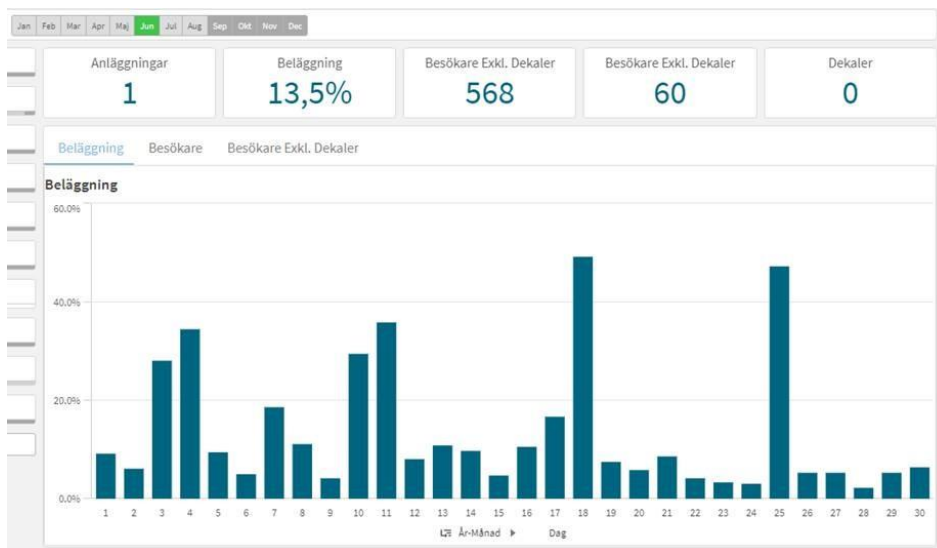 Jan Feb Mar Apr Maj Jun Jul Aug Sep Okt Nov Dec
Anläggningar Beläggning Besökare Exkl. Dekaler Besökare Exkl. Dekaler Dekaler
1 13,5% 568 60 0
Beläggning Besökare Besökare Exkl. Dekaler
Beläggning
60.0%
40.0%
20.0%
0.0%
1 2 3 4 5 6 7 8 9 10 11 12 13 14 15 16 17 18 19 20 21 22 23 24 25 26 27 28 29 30
År-Månad Dag